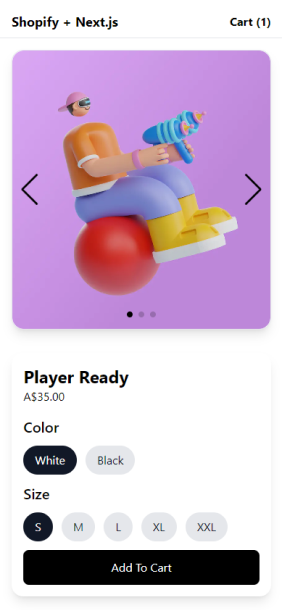 Shopify + Next.js Cart (1)
Player Ready
A$35.00
Color
White Black
Size
S M L XL XXL
Add To Cart